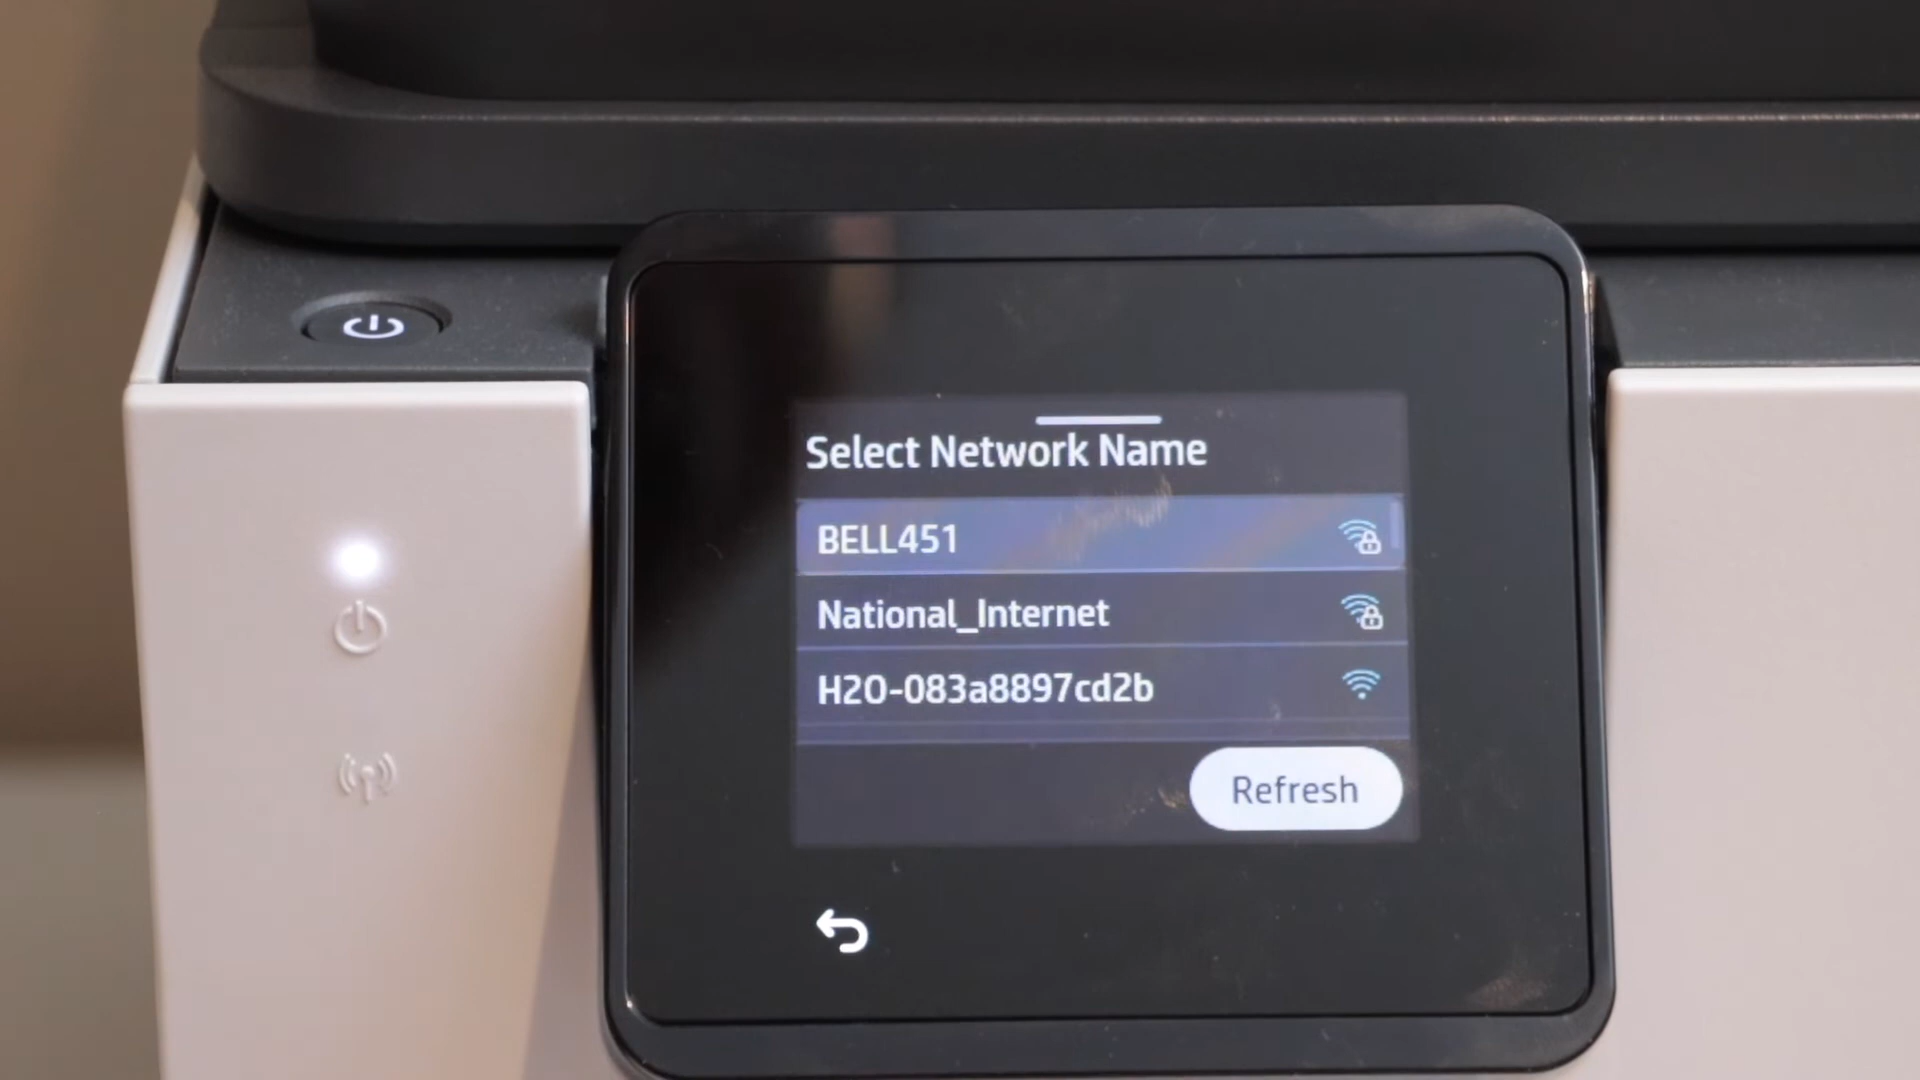 Select Network Name
BELL451
National_Internet
H2O-083a8897cd2b
Refresh